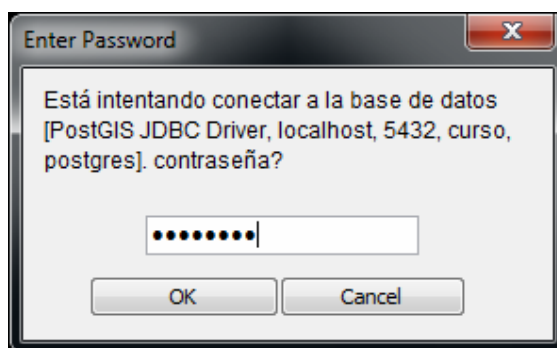 Enter Password
Está intentando conectar a la base de datos
[PostGIS JDBC Driver, localhost, 5432, curso,
postgres]. contraseña?
••••••••
OK
Cancel